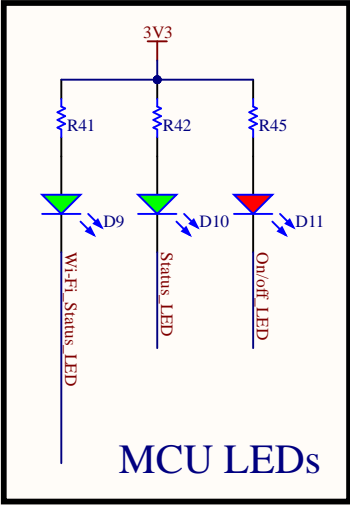 3V3
R41
R42
R45
D9
D10
D11
Wi-Fi_Status_LED
Status_LED
On/off_LED
MCU LEDs